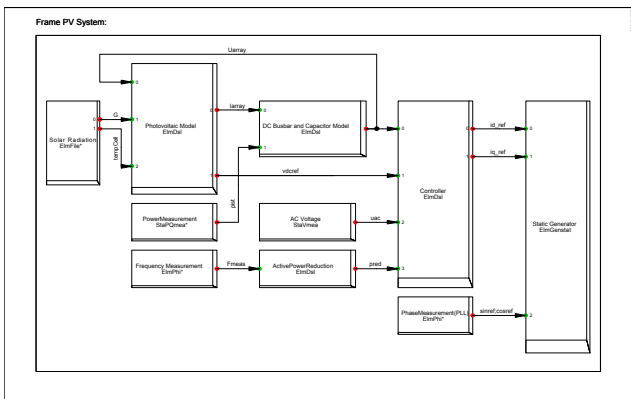 Frame PV System:
Uarray
0
Photovoltaic Model
ElmDsl
0
Iarray
0
DC Busbar and Capacitor Model
ElmDsl
0
id_ref
0
Solar Radiation
ElmFile*
0
G
1
1
tempCell
2
1
iq_ref
1
1
vdcref
1
Controller
ElmDsl
pist
PowerMeasurement
StaPQmea*
AC Voltage
StaVmea
uac
2
Static Generator
ElmGenstat
Frequency Measurement
ElmPhi*
Fmeas
ActivePowerReduction
ElmDsl
pred
3
PhaseMeasurement(PLL)
ElmPhi*
sinref;cosref
2